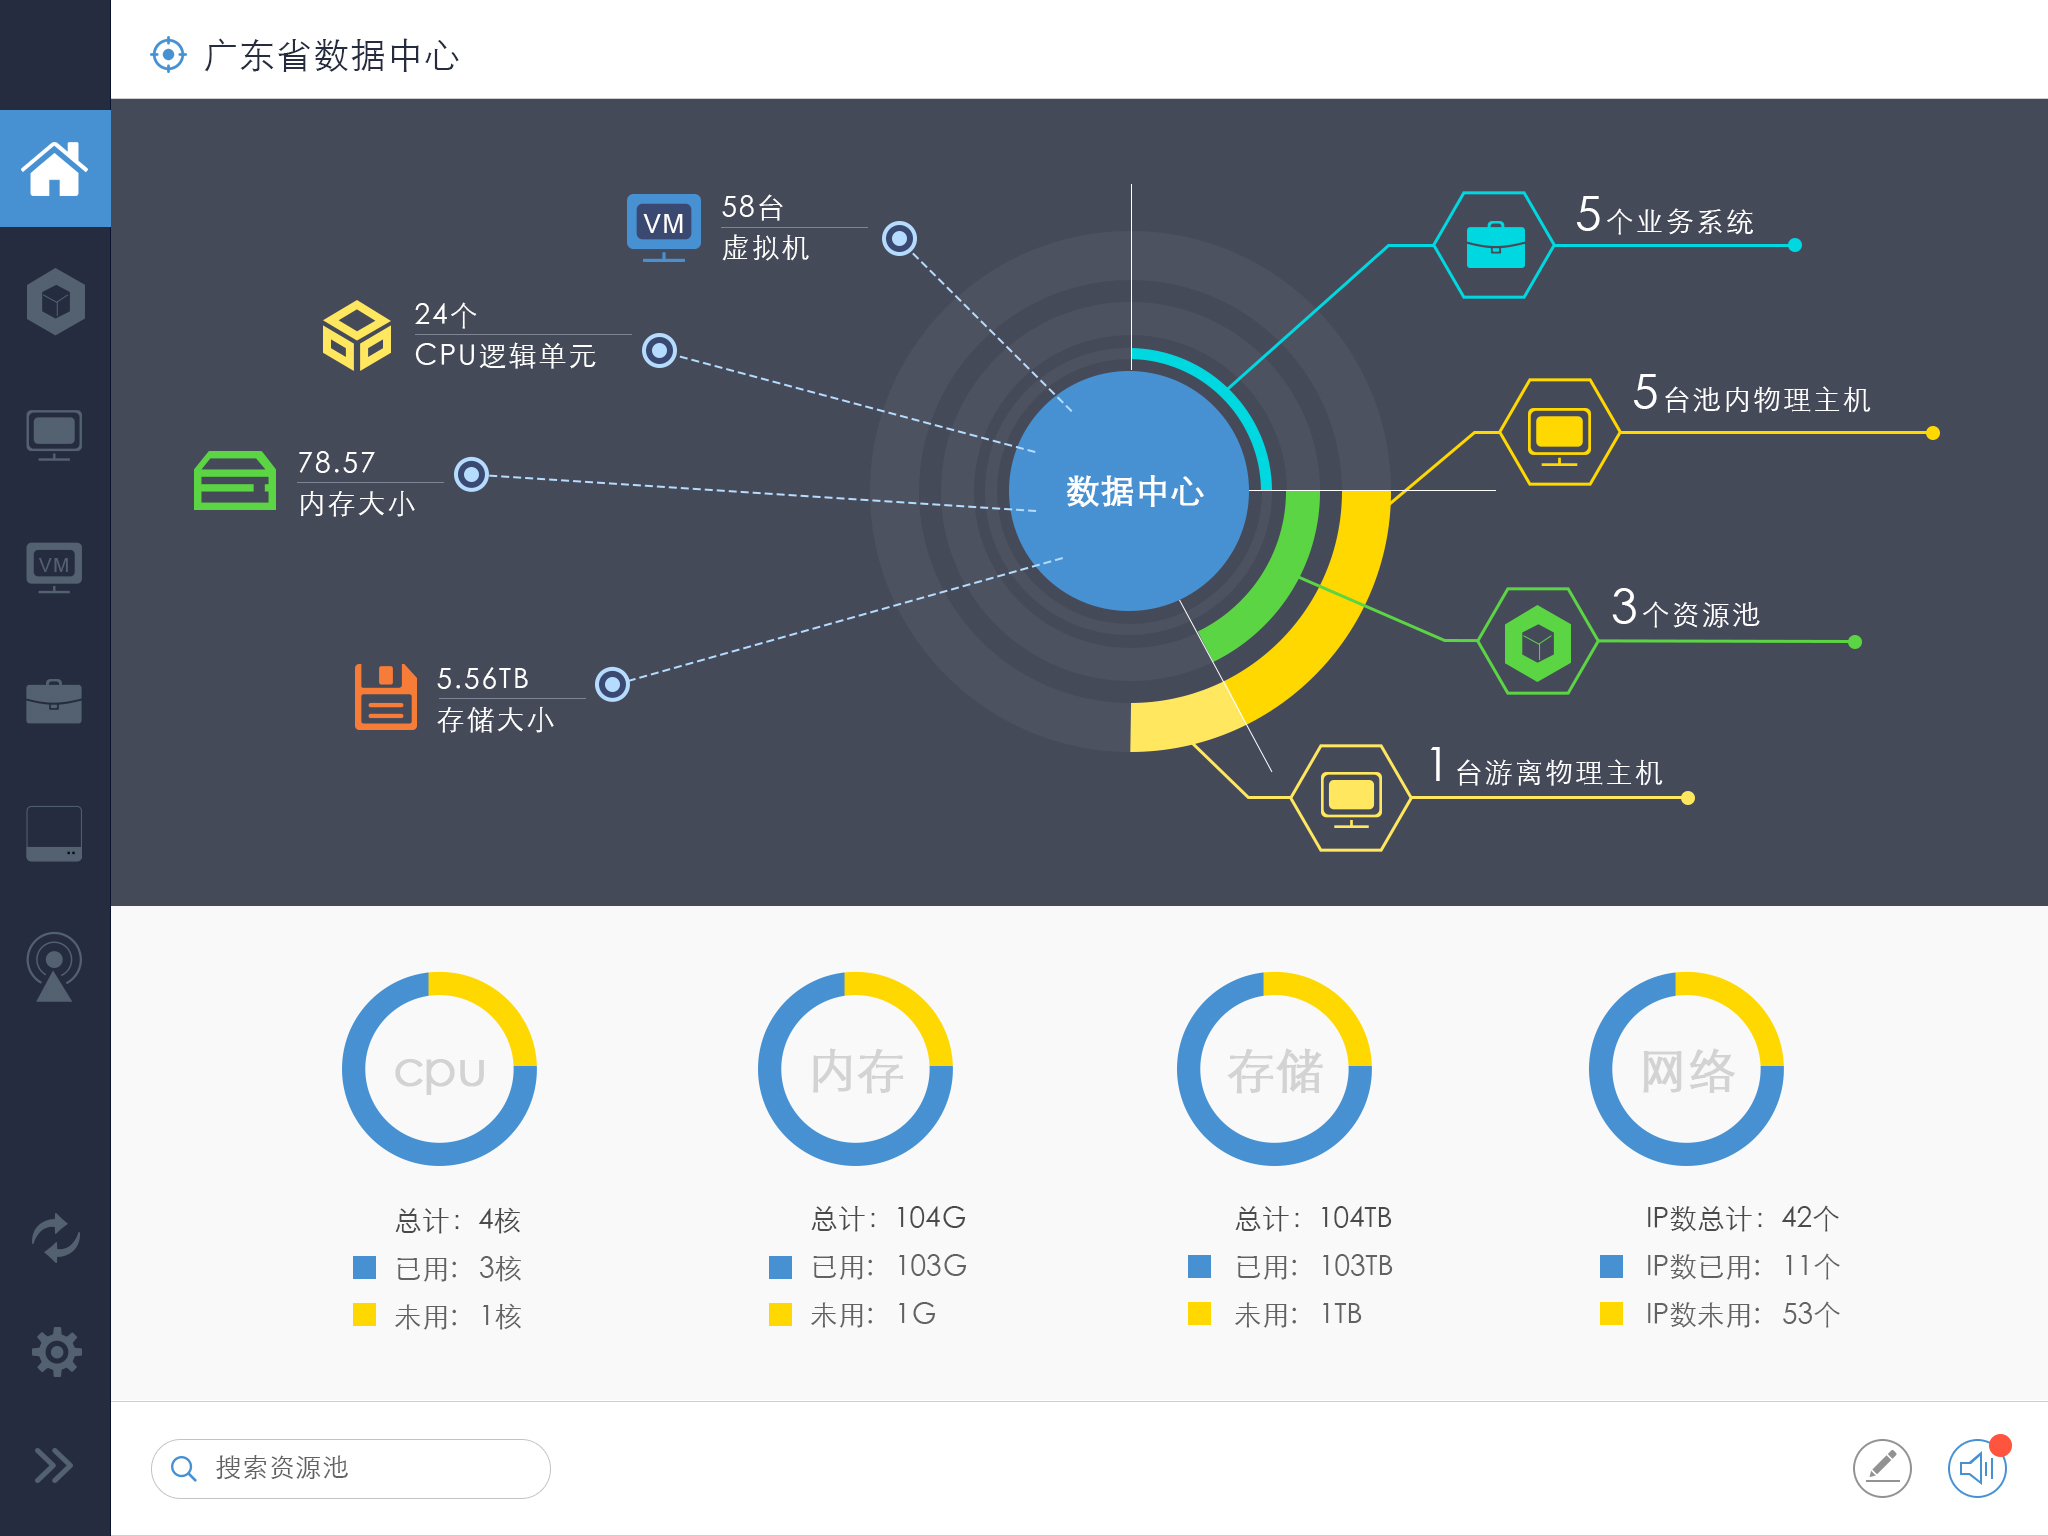 广东省数据中心
VM
58台
虚拟机
24个
CPU逻辑单元
78.57
内存大小
5.56TB
存储大小
数据中心
5个业务系统
5台池内物理主机
3个资源池
1台游离物理主机
VM
cpu
总计：4核
已用：3核
未用：1核
内存
总计：104G
已用：103G
未用：1G
存储
总计：104TB
已用：103TB
未用：1TB
网络
IP数总计：42个
IP数已用：11个
IP数未用：53个
搜索资源池